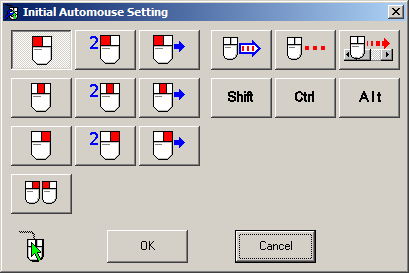 Initial Automouse Setting
2
2
Shift Ctrl Alt
2
OK Cancel